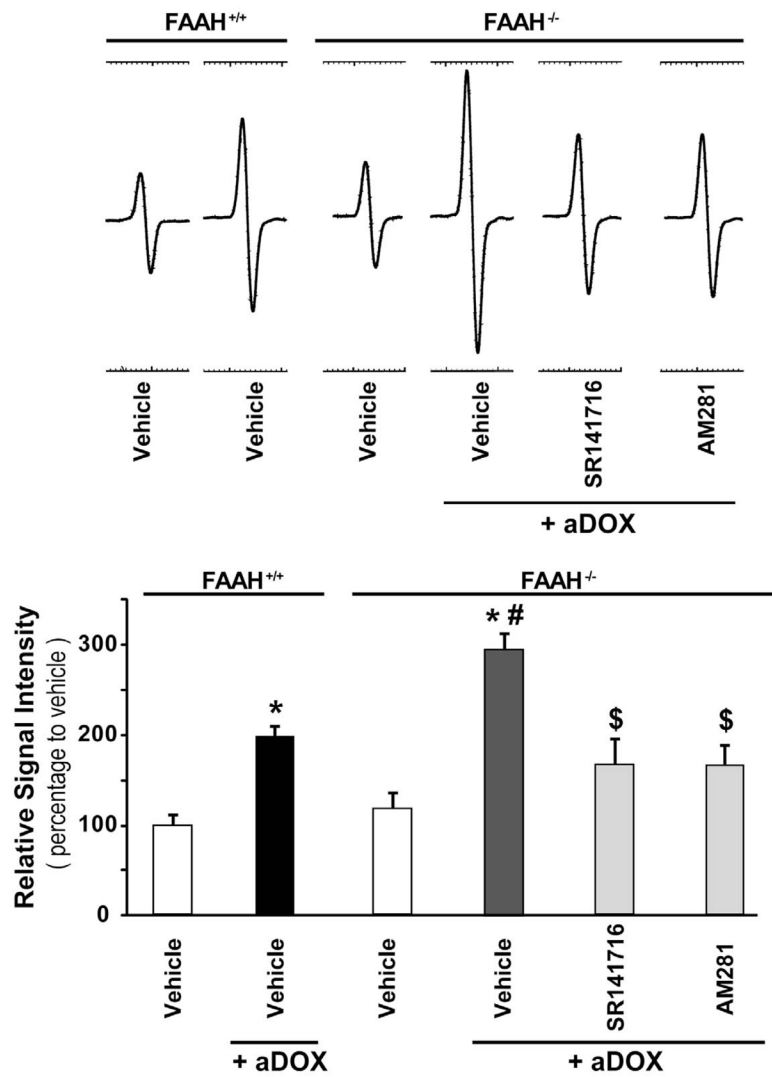 FAAH+/+ FAAH-/-
Vehicle Vehicle Vehicle Vehicle SR141716 AM281
+ aDOX
FAAH+/+ FAAH-/-
Relative Signal Intensity
( percentage to vehicle )
300
200
100
0
* * # $ $
Vehicle Vehicle Vehicle Vehicle SR141716 AM281
+ aDOX + aDOX